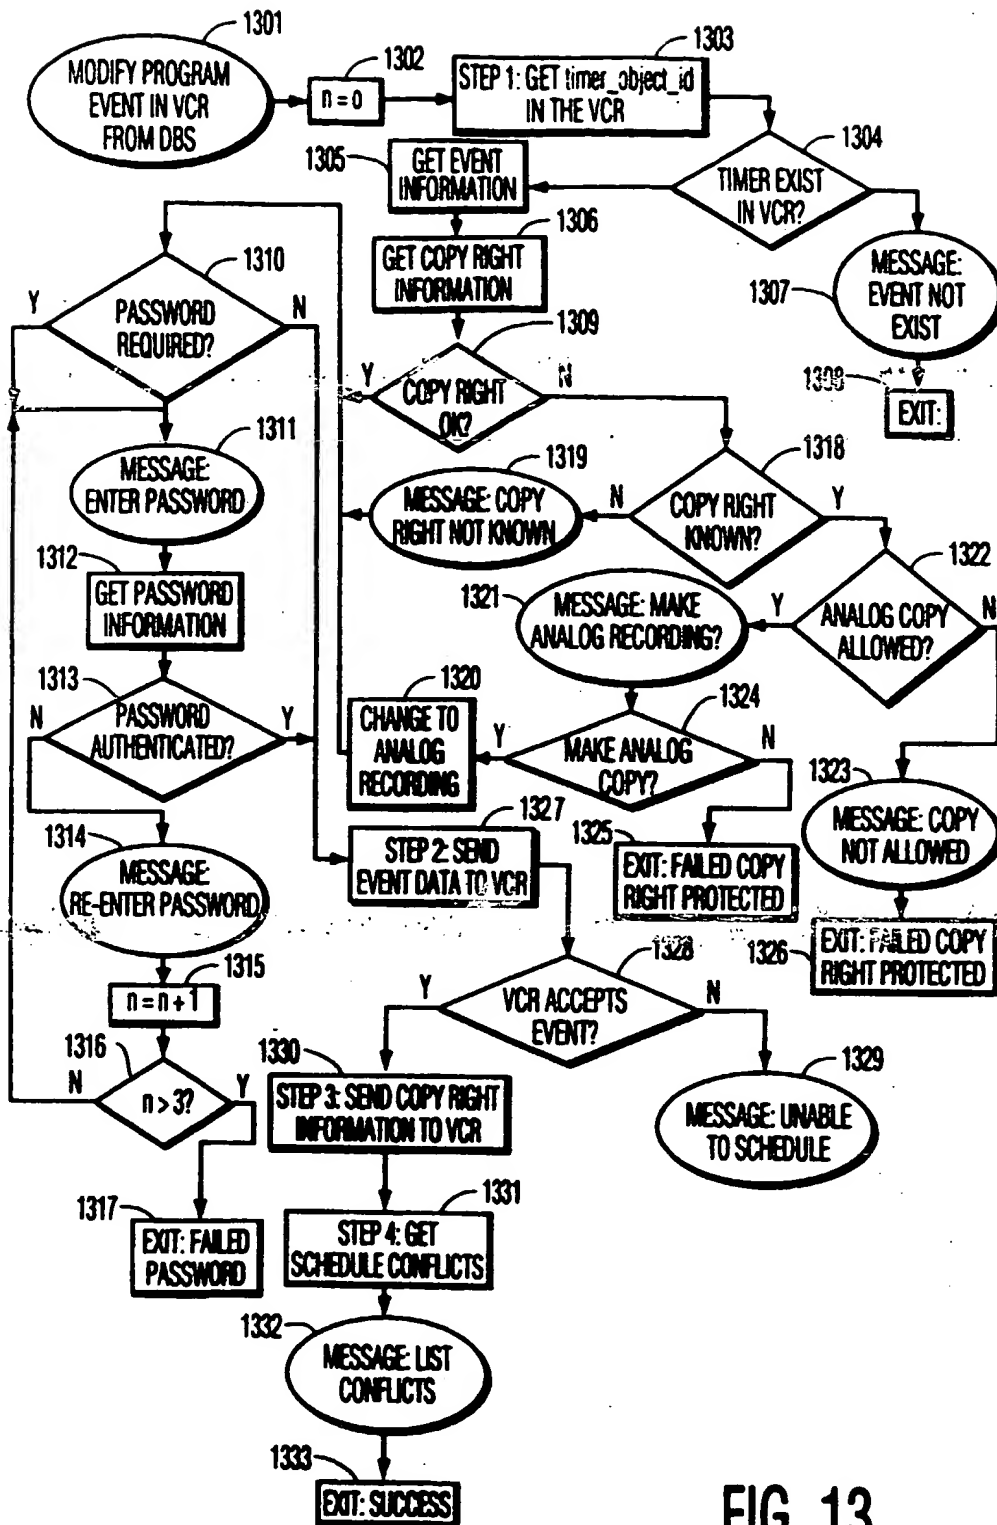 1301
MODIFY PROGRAM
EVENT IN VCR
FROM DBS
1302
n = 0
1303
STEP 1: GET timer_object_id
IN THE VCR
1304
TIMER EXIST
IN VCR?
1305
GET EVENT
INFORMATION
1306
GET COPY RIGHT
INFORMATION
1307
MESSAGE:
EVENT NOT
EXIST
1308
EXIT:
1309
COPY RIGHT
OK?
Y
N
1310
PASSWORD
REQUIRED?
Y
N
1311
MESSAGE:
ENTER PASSWORD
1312
GET PASSWORD
INFORMATION
1313
PASSWORD
AUTHENTICATED?
N
Y
1314
MESSAGE:
RE-ENTER PASSWORD
1315
n = n + 1
1316
n > 3?
N
Y
1317
EXIT: FAILED
PASSWORD
1318
COPY RIGHT
KNOWN?
N
Y
1319
MESSAGE: COPY
RIGHT NOT KNOWN
1322
ANALOG COPY
ALLOWED?
Y
N
1321
MESSAGE: MAKE
ANALOG RECORDING?
1320
CHANGE TO
ANALOG
RECORDING
1324
MAKE ANALOG
COPY?
Y
N
1323
MESSAGE: COPY
NOT ALLOWED
1325
EXIT: FAILED COPY
RIGHT PROTECTED
1326
EXIT: FAILED COPY
RIGHT PROTECTED
1327
STEP 2: SEND
EVENT DATA TO VCR
1328
VCR ACCEPTS
EVENT?
Y
N
1329
MESSAGE: UNABLE
TO SCHEDULE
1330
STEP 3: SEND COPY RIGHT
INFORMATION TO VCR
1331
STEP 4: GET
SCHEDULE CONFLICTS
1332
MESSAGE: LIST
CONFLICTS
1333
EXIT: SUCCESS
FIG. 13